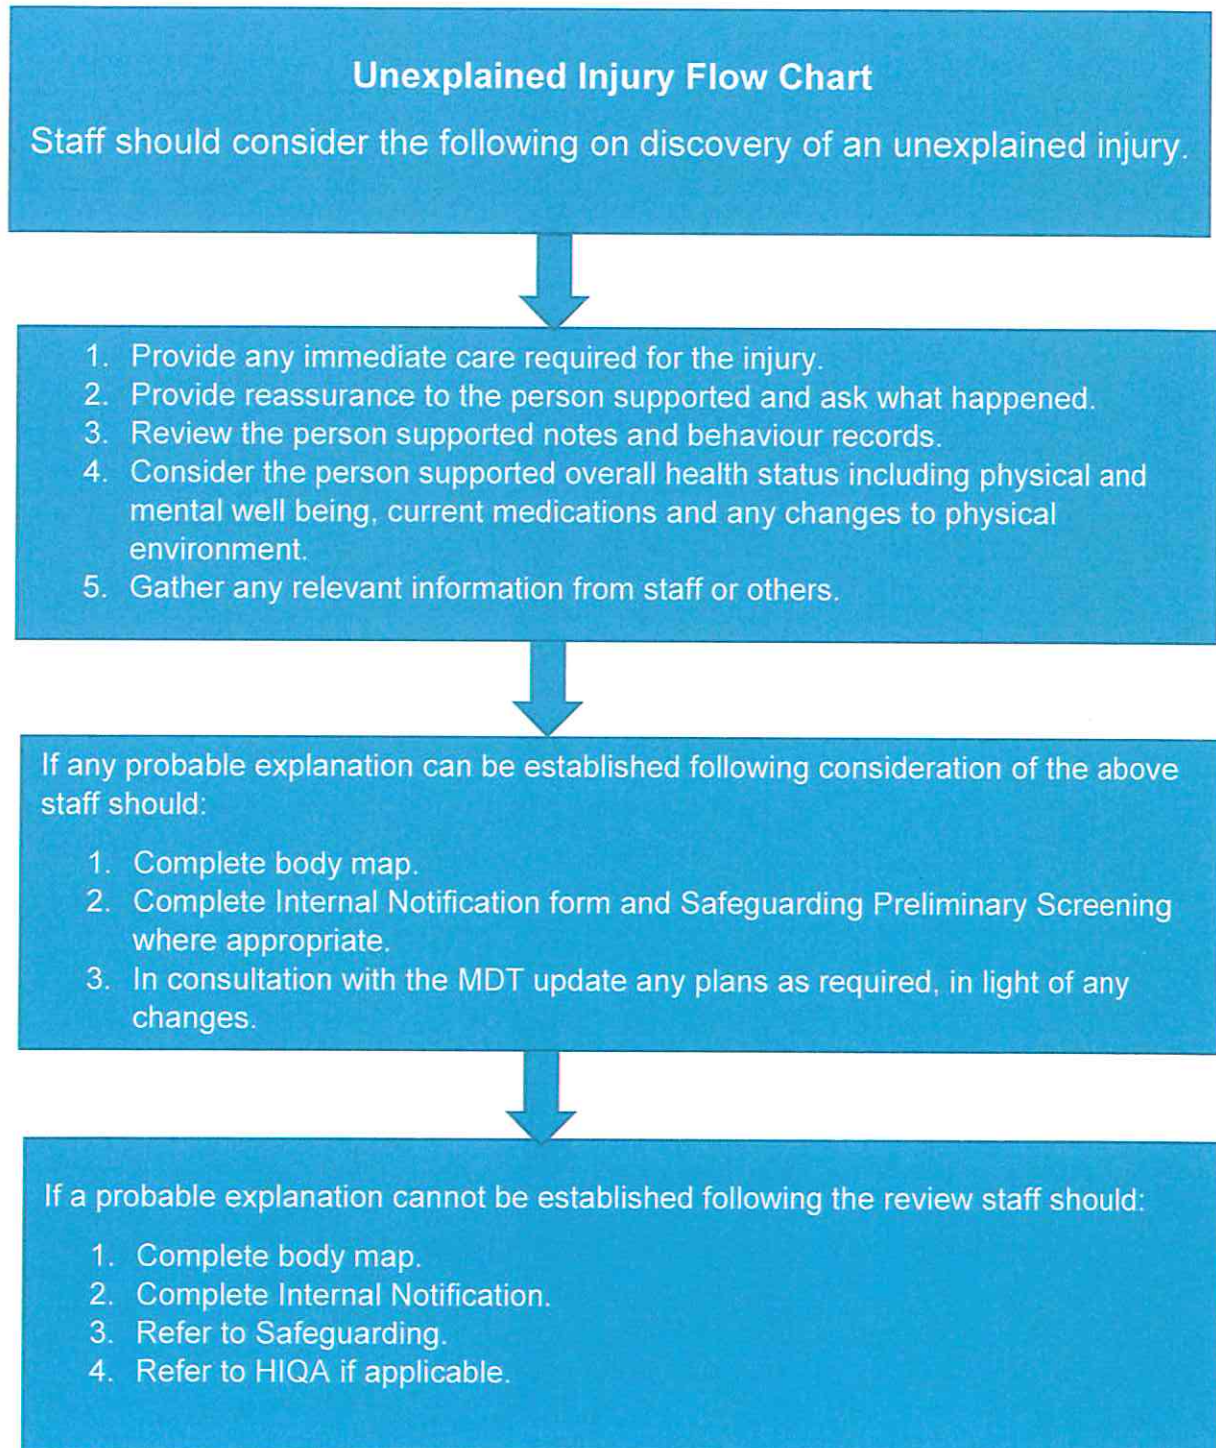 Unexplained Injury Flow Chart
Staff should consider the following on discovery of an unexplained injury.
1. Provide any immediate care required for the injury.
2. Provide reassurance to the person supported and ask what happened.
3. Review the person supported notes and behaviour records.
4. Consider the person supported overall health status including physical and
mental well being, current medications and any changes to physical
environment.
5. Gather any relevant information from staff or others.
If any probable explanation can be established following consideration of the above
staff should:
1. Complete body map.
2. Complete Internal Notification form and Safeguarding Preliminary Screening
where appropriate.
3. In consultation with the MDT update any plans as required, in light of any
changes.
If a probable explanation cannot be established following the review staff should:
1. Complete body map.
2. Complete Internal Notification.
3. Refer to Safeguarding.
4. Refer to HIQA if applicable.